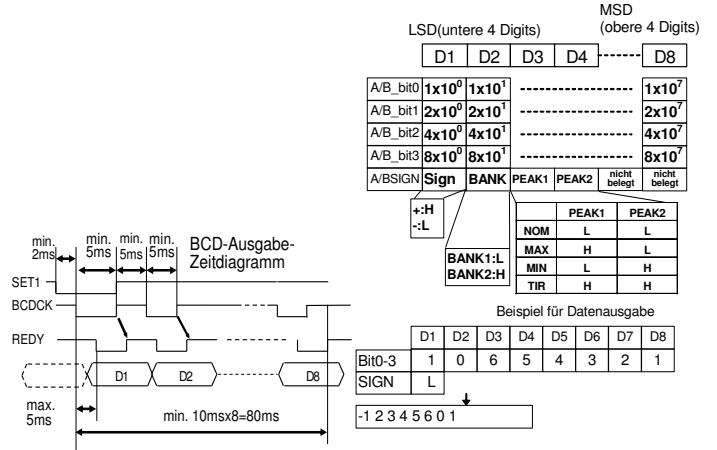 MSD
LSD(untere 4 Digits) (obere 4 Digits)
D1 D2 D3 D4 D8
A/B_bit0 1x10⁰ 1x10¹ 1x10⁷
A/B_bit1 2x10⁰ 2x10¹ 2x10⁷
A/B_bit2 4x10⁰ 4x10¹ 4x10⁷
A/B_bit3 8x10⁰ 8x10¹ 8x10⁷
A/BSIGN Sign BANK PEAK1 PEAK2 nicht belegt nicht belegt
+:H
-:L
BANK1:L
BANK2:H
PEAK1 PEAK2
NOM L L
MAX H L
MIN L H
TIR H H
BCD-Ausgabe-
Zeitdiagramm
min. 2ms
min. 5ms
min. 5ms
min. 5ms
SET1
BCDCK
REDY
D1 D2 D8
max. 5ms
min. 10msx8=80ms
Beispiel für Datenausgabe
D1 D2 D3 D4 D5 D6 D7 D8
Bit0-3 1 0 6 5 4 3 2 1
SIGN L
-1 2 3 4 5 6 0 1